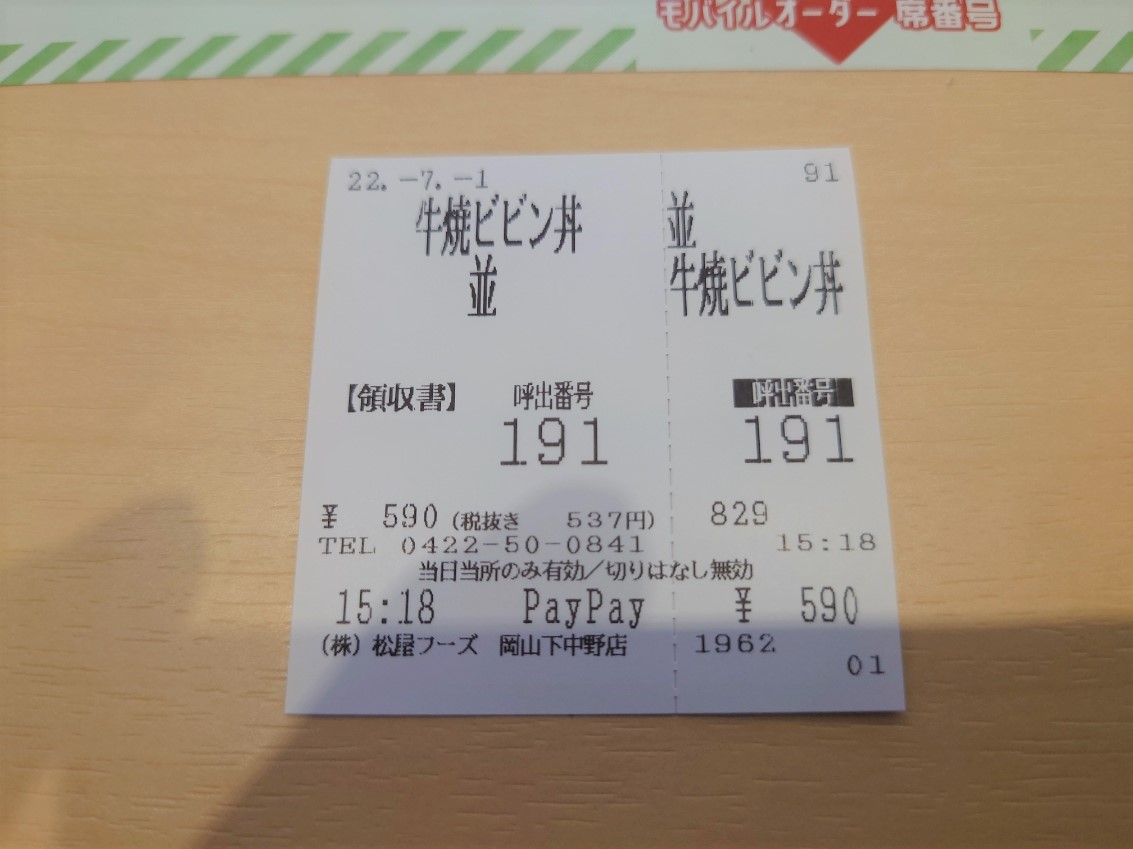 モバイルオーダー 席番号
22.-7.-1
牛焼ビビン丼
並
【領収書】 呼出番号
191
¥ 590 (税抜き 537円)
TEL 0422-50-0841
当日当所のみ有効/切りはなし無効
15:18 PayPay ¥ 590
(株) 松屋フーズ 岡山下中野店
91
並
牛焼ビビン丼
呼出番号
191
829
15:18
1962
01